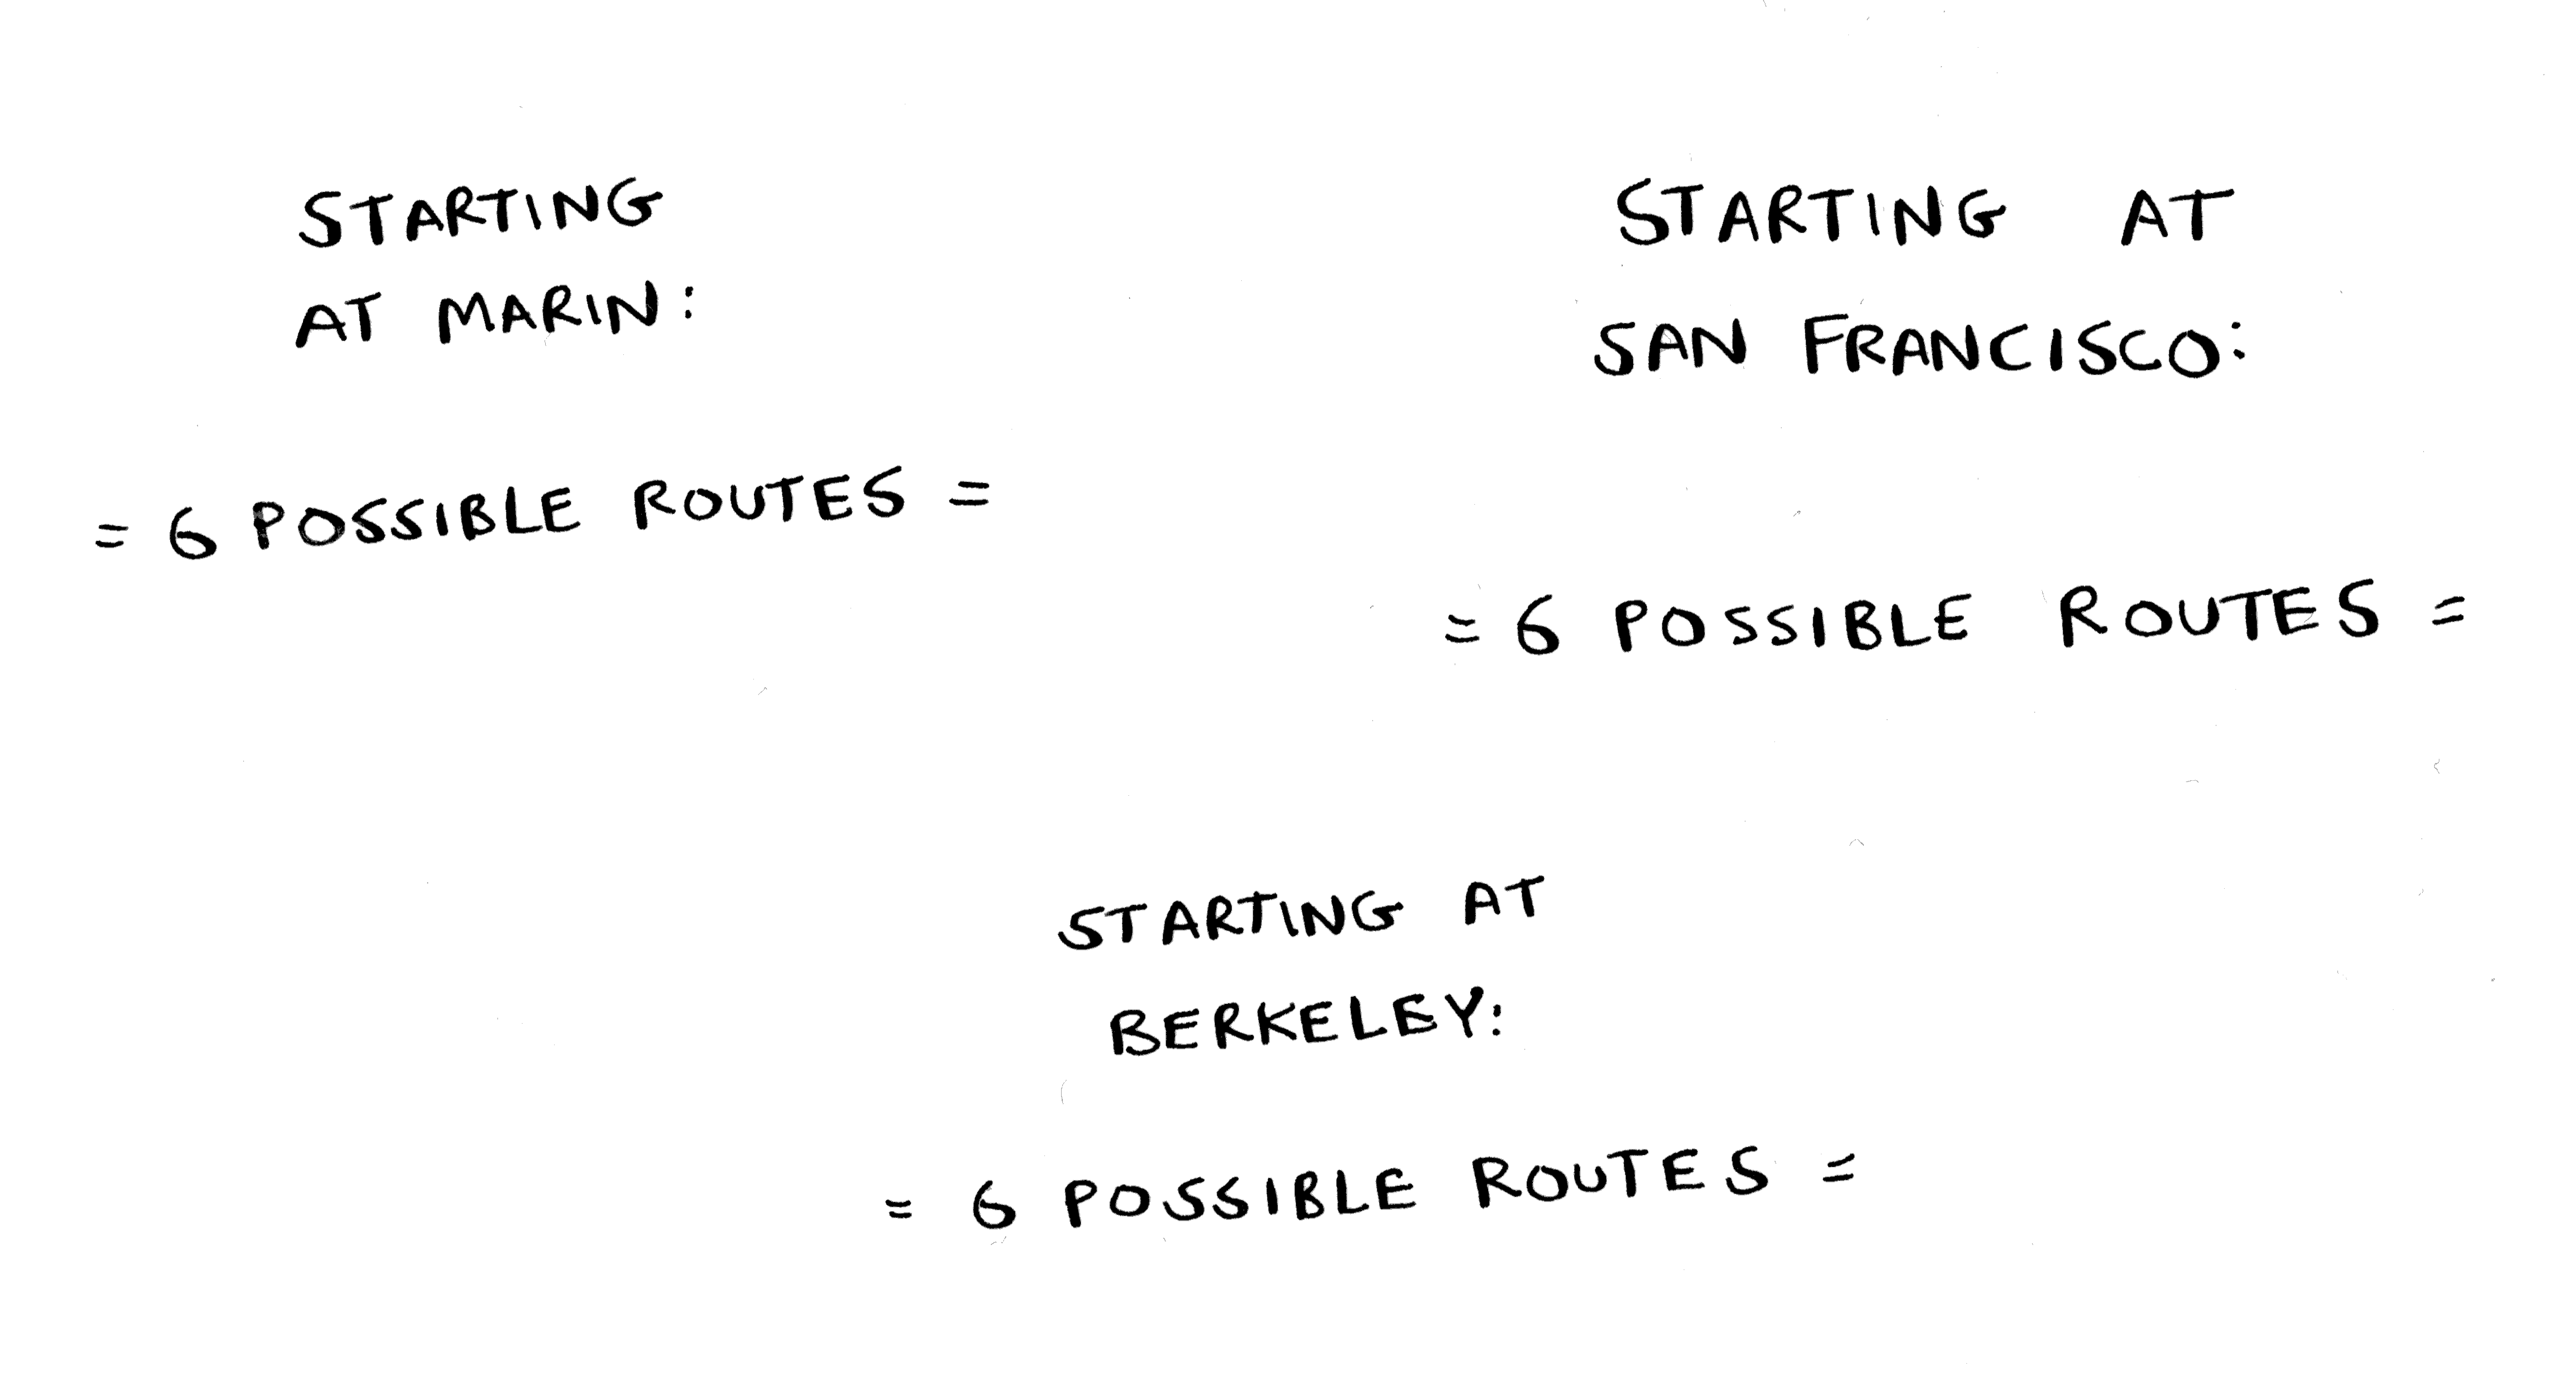 STARTING
AT MARIN:
= 6 POSSIBLE ROUTES =
STARTING AT
SAN FRANCISCO:
= 6 POSSIBLE ROUTES =
STARTING AT
BERKELEY:
= 6 POSSIBLE ROUTES =